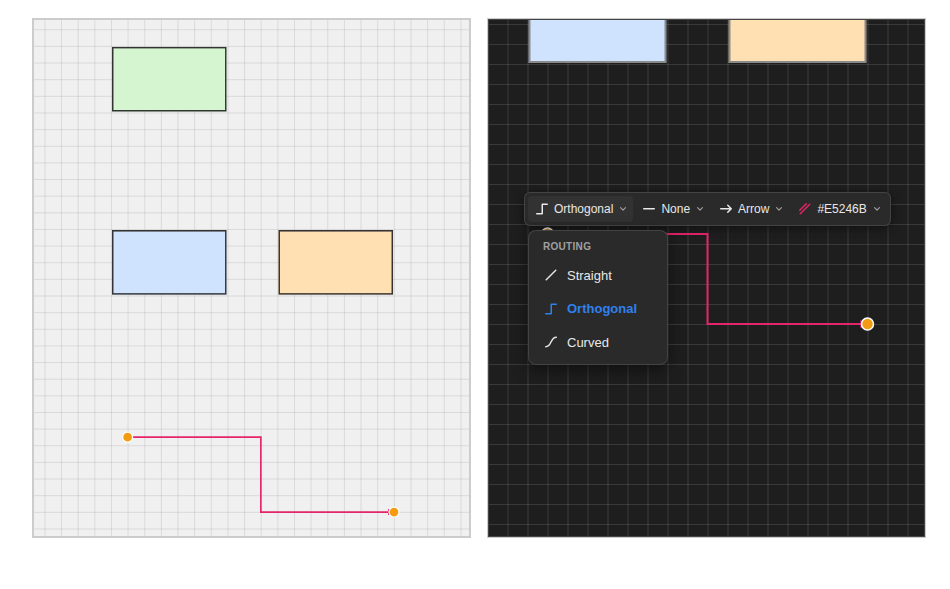 Orthogonal None Arrow #E5246B
ROUTING
Straight
Orthogonal
Curved